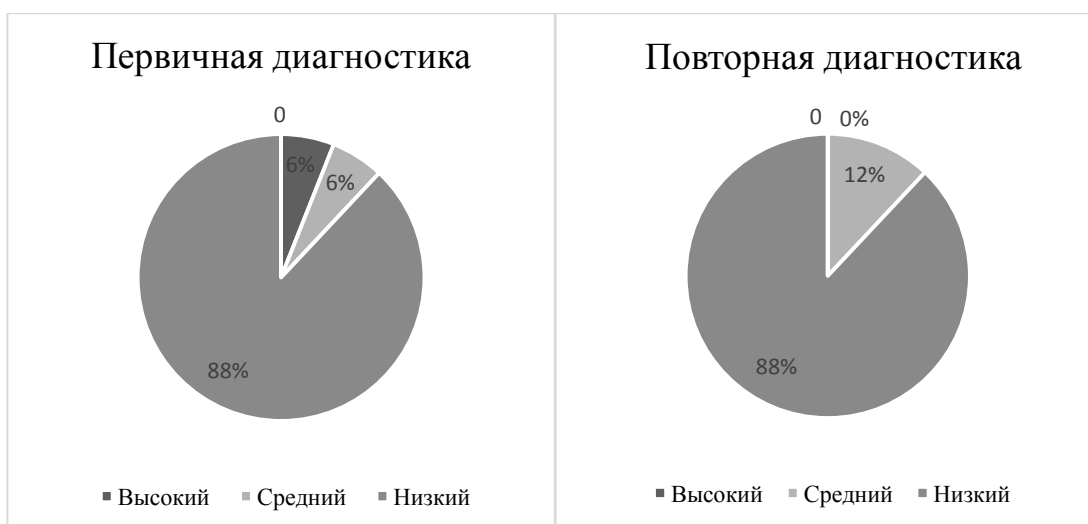 Первичная диагностика
0
6%
6%
88%
Высокий Средний Низкий
Повторная диагностика
0 0%
12%
88%
Высокий Средний Низкий